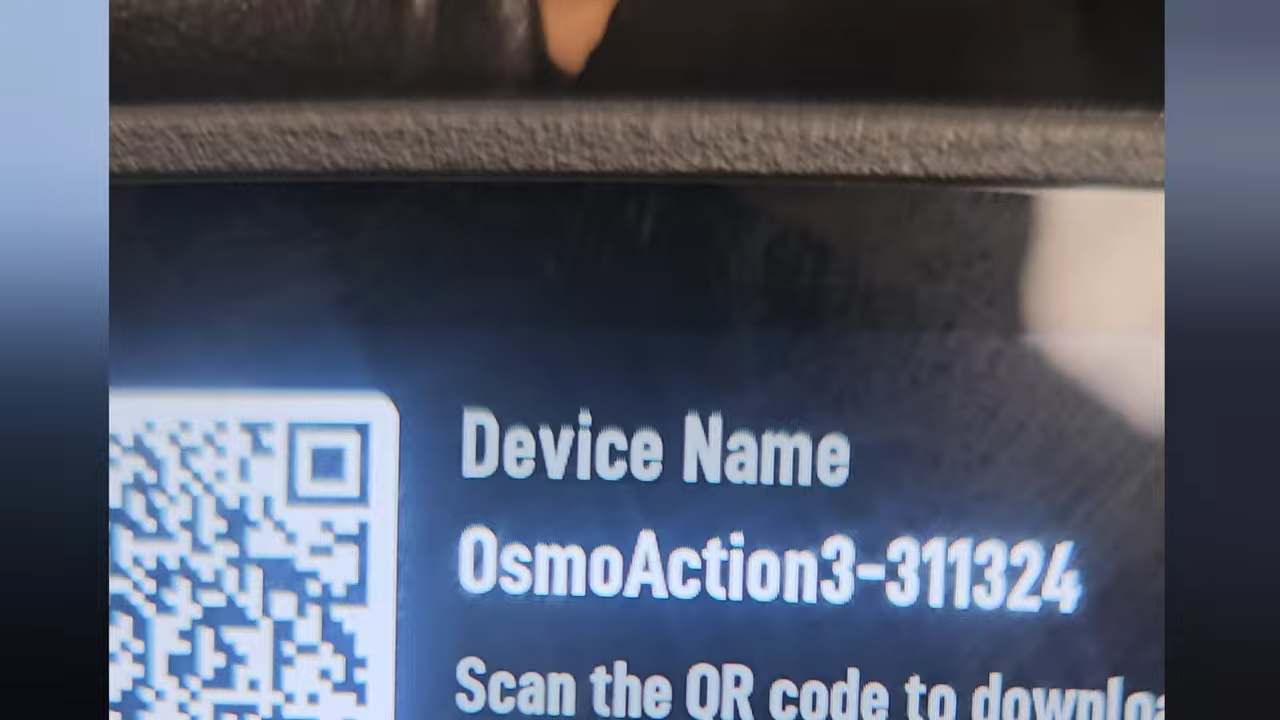 Device Name
OsmoAction3-311324
Scan the QR code to